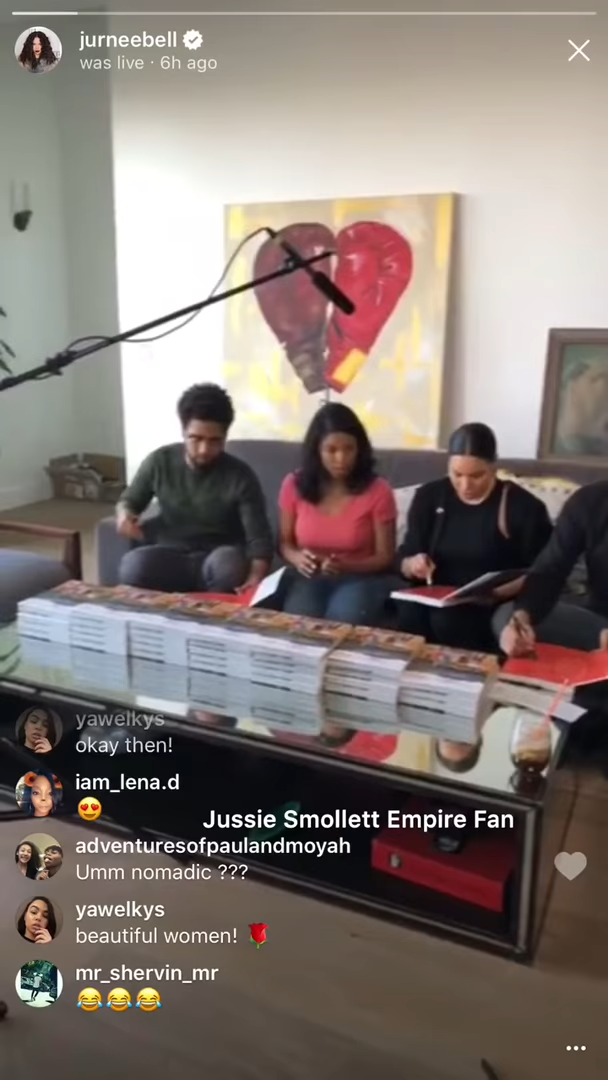 jurneebell
was live · 6h ago
yawelkys
okay then!
iam_lena.d
😍
Jussie Smollett Empire Fan
adventuresofpaulandmoyah
Umm nomadic ???
yawelkys
beautiful women! 🌹
mr_shervin_mr
😂😂😂